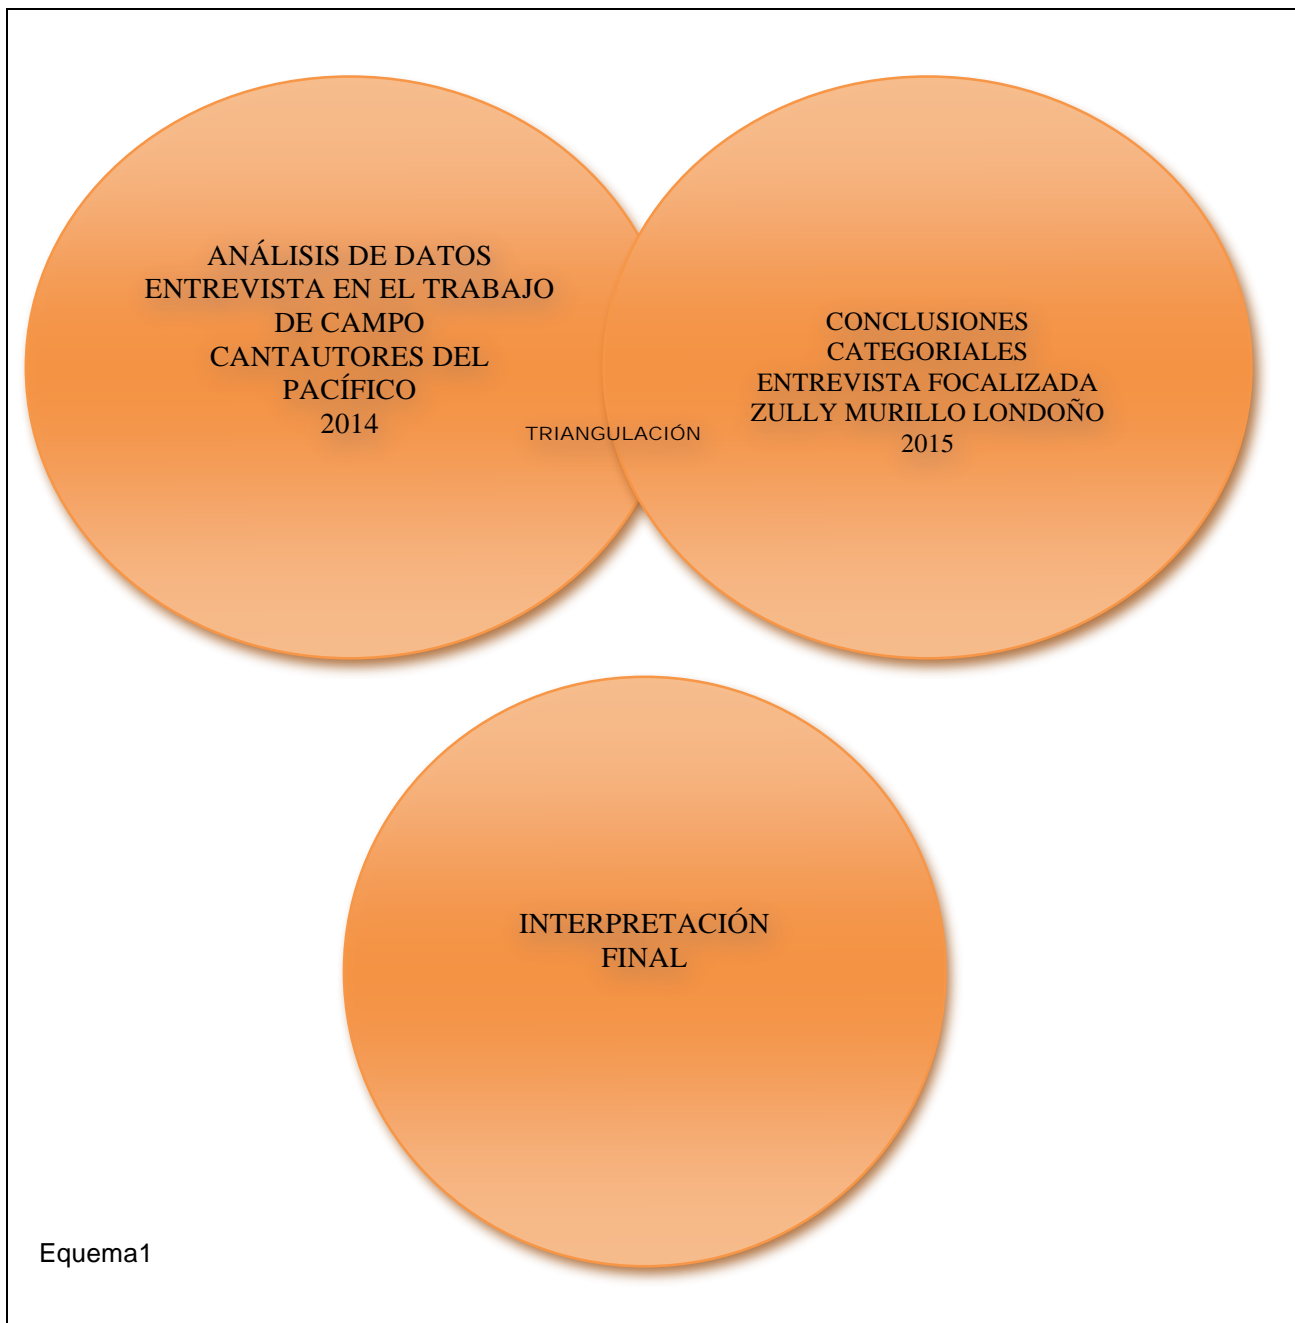 ANÁLISIS DE DATOS
ENTREVISTA EN EL TRABAJO
DE CAMPO
CANTAUTORES DEL
PACÍFICO
2014
TRIANGULACIÓN
CONCLUSIONES
CATEGORIALES
ENTREVISTA FOCALIZADA
ZULLY MURILLO LONDOÑO
2015
INTERPRETACIÓN
FINAL
Equema1